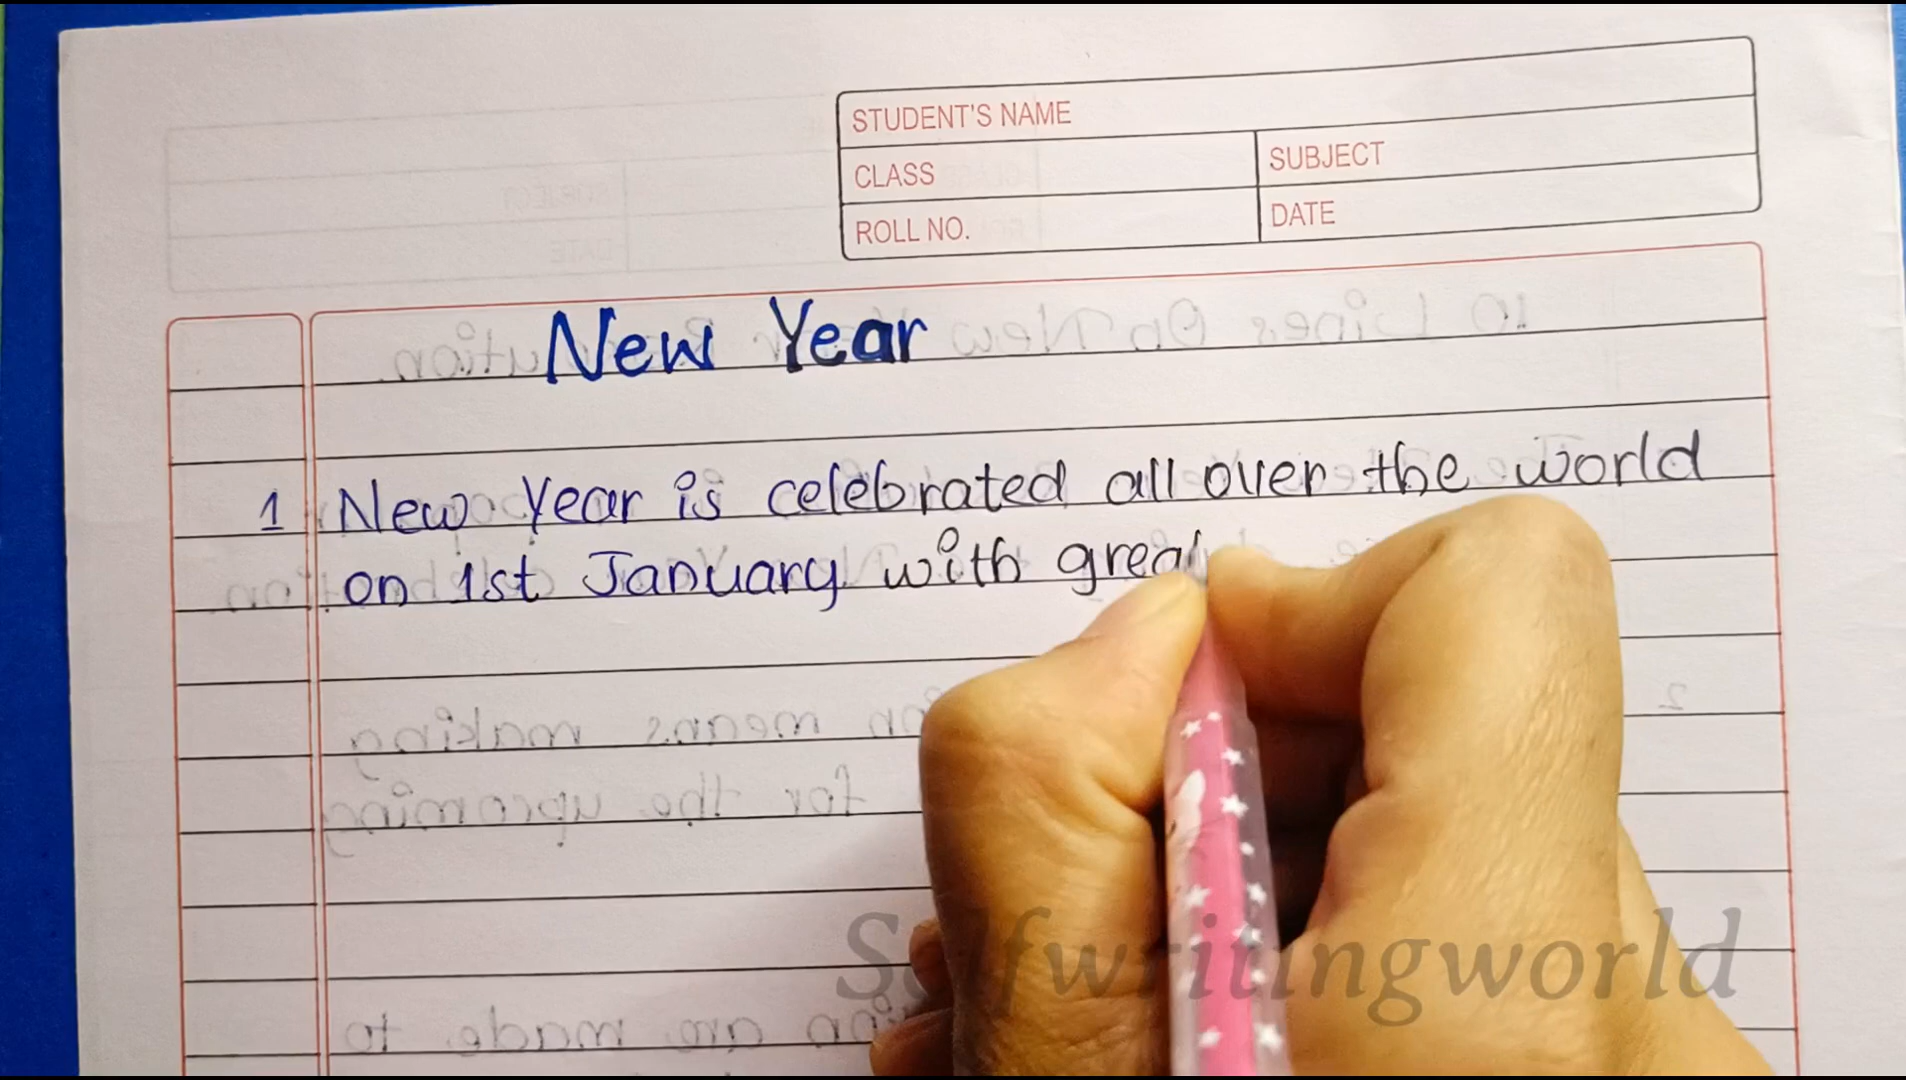 STUDENT'S NAME
CLASS
SUBJECT
ROLL NO.
DATE
New Year
1 New Year is celebrated all over the world
on 1st January with great
Selfwritingworld